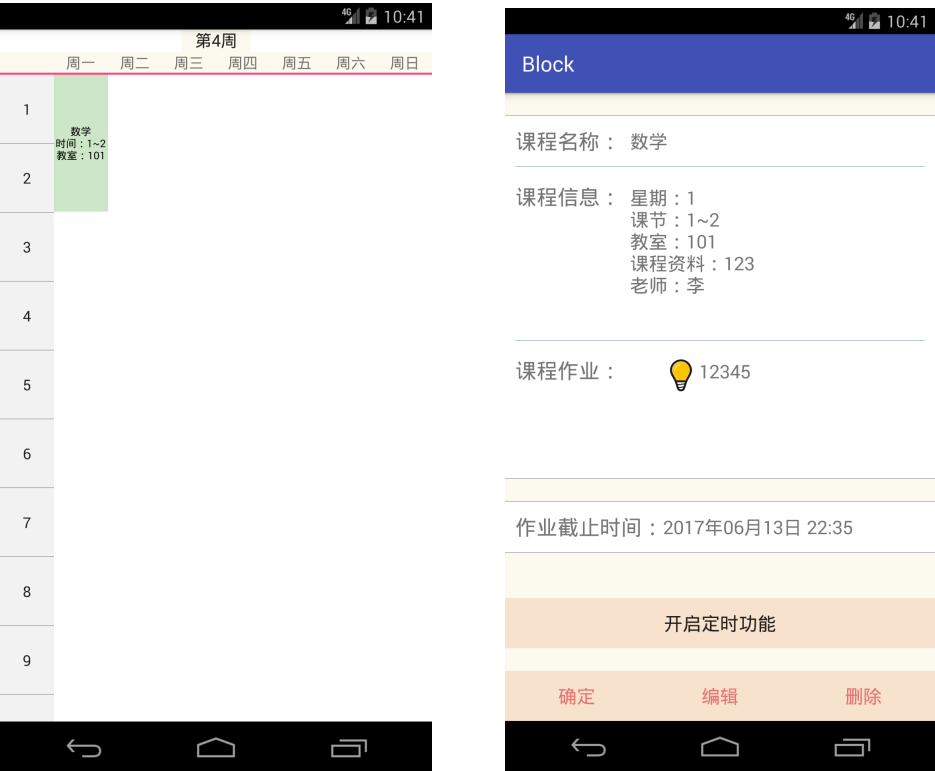 4G 10:41
第4周
周一 周二 周三 周四 周五 周六 周日
1
数学
时间：1~2
教室：101
2
3
4
5
6
7
8
9
4G 10:41
Block
课程名称： 数学
课程信息： 星期：1
课节：1~2
教室：101
课程资料：123
老师：李
课程作业： 12345
作业截止时间：2017年06月13日 22:35
开启定时功能
确定 编辑 删除